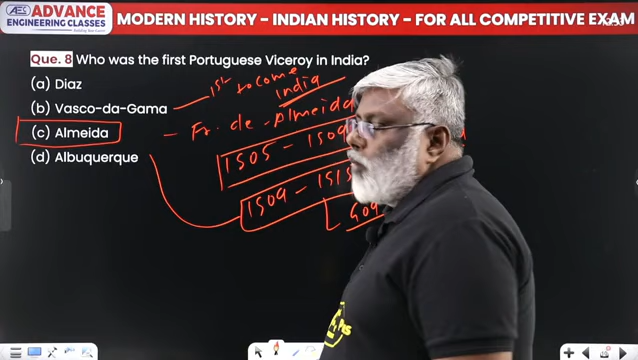 AEC ADVANCE
ENGINEERING CLASSES
MODERN HISTORY - INDIAN HISTORY - FOR ALL COMPETITIVE EXAM
Que. 8 Who was the first Portuguese Viceroy in India?
(a) Diaz
(b) Vasco-da-Gama
1st to come
India
(c) Almeida
- Fr. de - Almeida
(d) Albuquerque
1505 - 1509
1509 - 1515